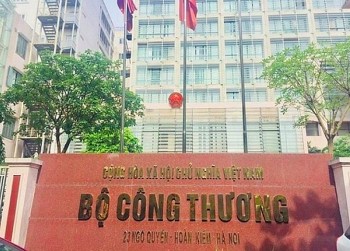 CỘNG HÒA XÃ HỘI CHỦ NGHĨA VIỆT NAM
BỘ CÔNG THƯƠNG
23 NGÔ QUYỀN - HOÀN KIẾM - HÀ NỘI